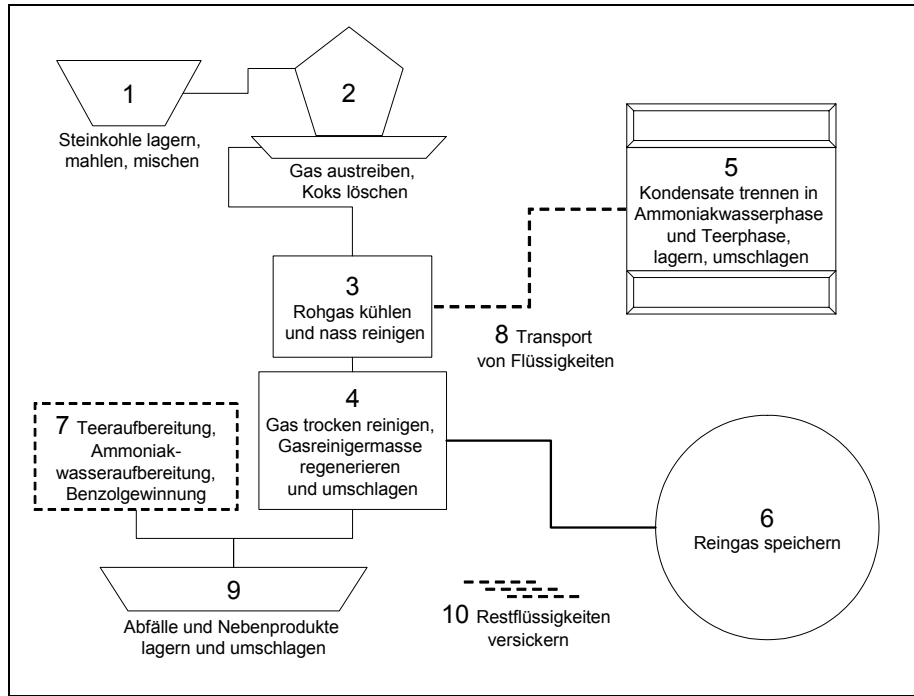 1
Steinkohle lagern,
mahlen, mischen
2
Gas austreiben,
Koks löschen
3
Rohgas kühlen
und nass reinigen
4
Gas trocken reinigen,
Gasreinigermasse
regenerieren
und umschlagen
5
Kondensate trennen in
Ammoniakwasserphase
und Teerphase,
lagern, umschlagen
8 Transport
von Flüssigkeiten
7 Teeraufbereitung,
Ammoniak-
wasseraufbereitung,
Benzolgewinnung
6
Reingas speichern
9
Abfälle und Nebenprodukte
lagern und umschlagen
10 Restflüssigkeiten
versickern